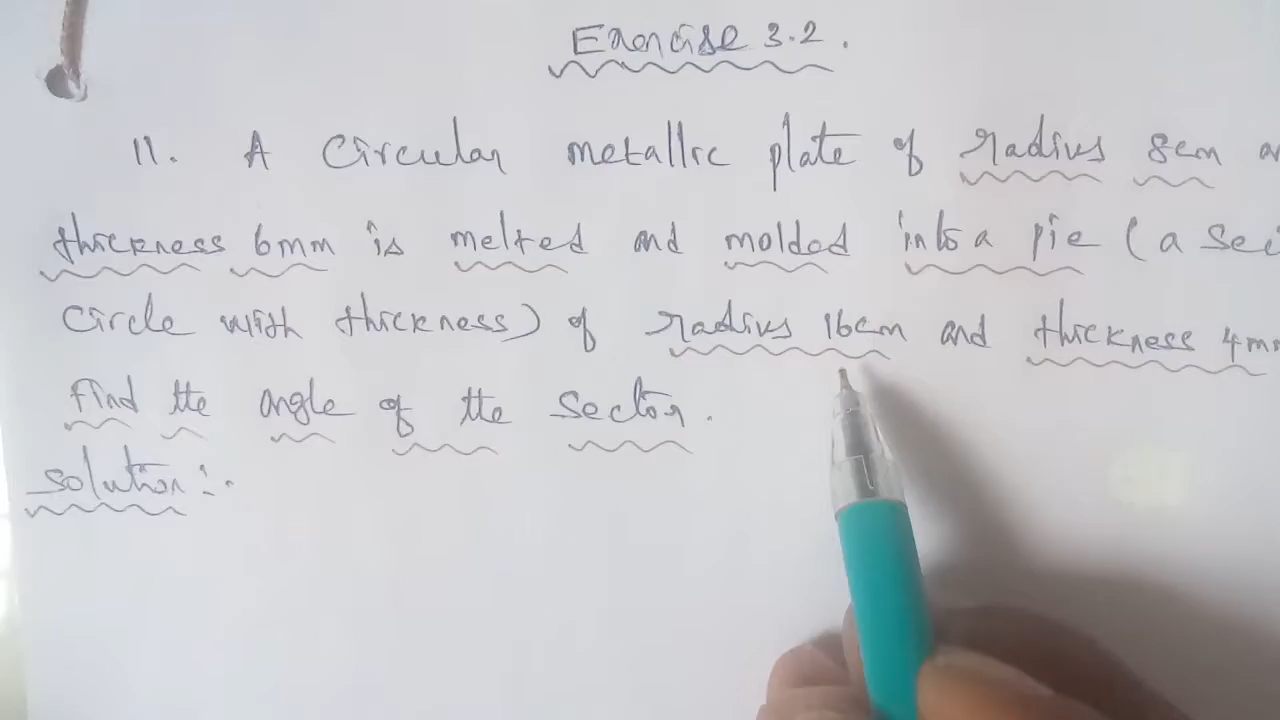 Exercise 3.2.
11. A circular metallic plate of radius 8cm
thickness 6mm is melted and molded into a pie (a
circle with thickness) of radius 16cm and thickness
Find the angle of the sector.
solution:-